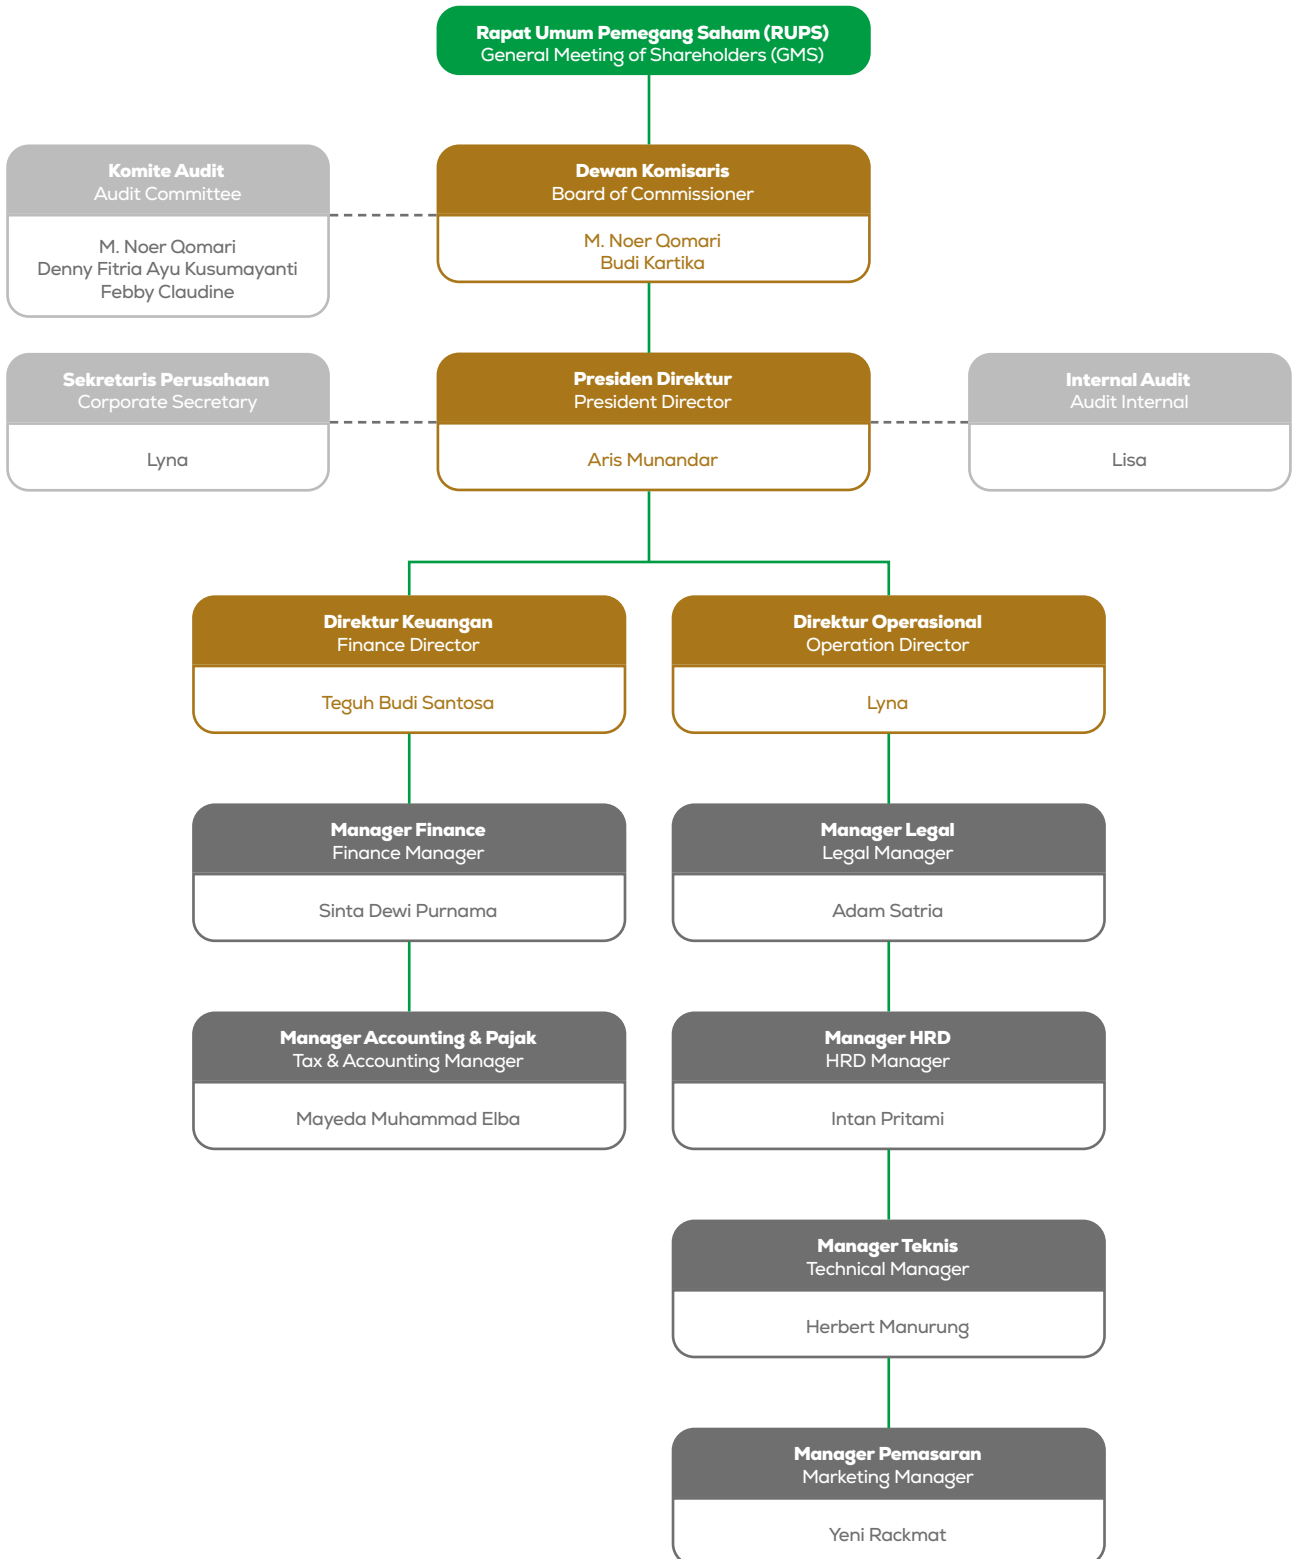 Rapat Umum Pemegang Saham (RUPS)
General Meeting of Shareholders (GMS)
Komite Audit
Audit Committee
M. Noer Qomari
Denny Fitria Ayu Kusumayanti
Febby Claudine
Dewan Komisaris
Board of Commissioner
M. Noer Qomari
Budi Kartika
Sekretaris Perusahaan
Corporate Secretary
Lyna
Presiden Direktur
President Director
Aris Munandar
Internal Audit
Audit Internal
Lisa
Direktur Keuangan
Finance Director
Teguh Budi Santosa
Direktur Operasional
Operation Director
Lyna
Manager Finance
Finance Manager
Sinta Dewi Purnama
Manager Legal
Legal Manager
Adam Satria
Manager Accounting & Pajak
Tax & Accounting Manager
Mayeda Muhammad Elba
Manager HRD
HRD Manager
Intan Pritami
Manager Teknis
Technical Manager
Herbert Manurung
Manager Pemasaran
Marketing Manager
Yeni Rackmat